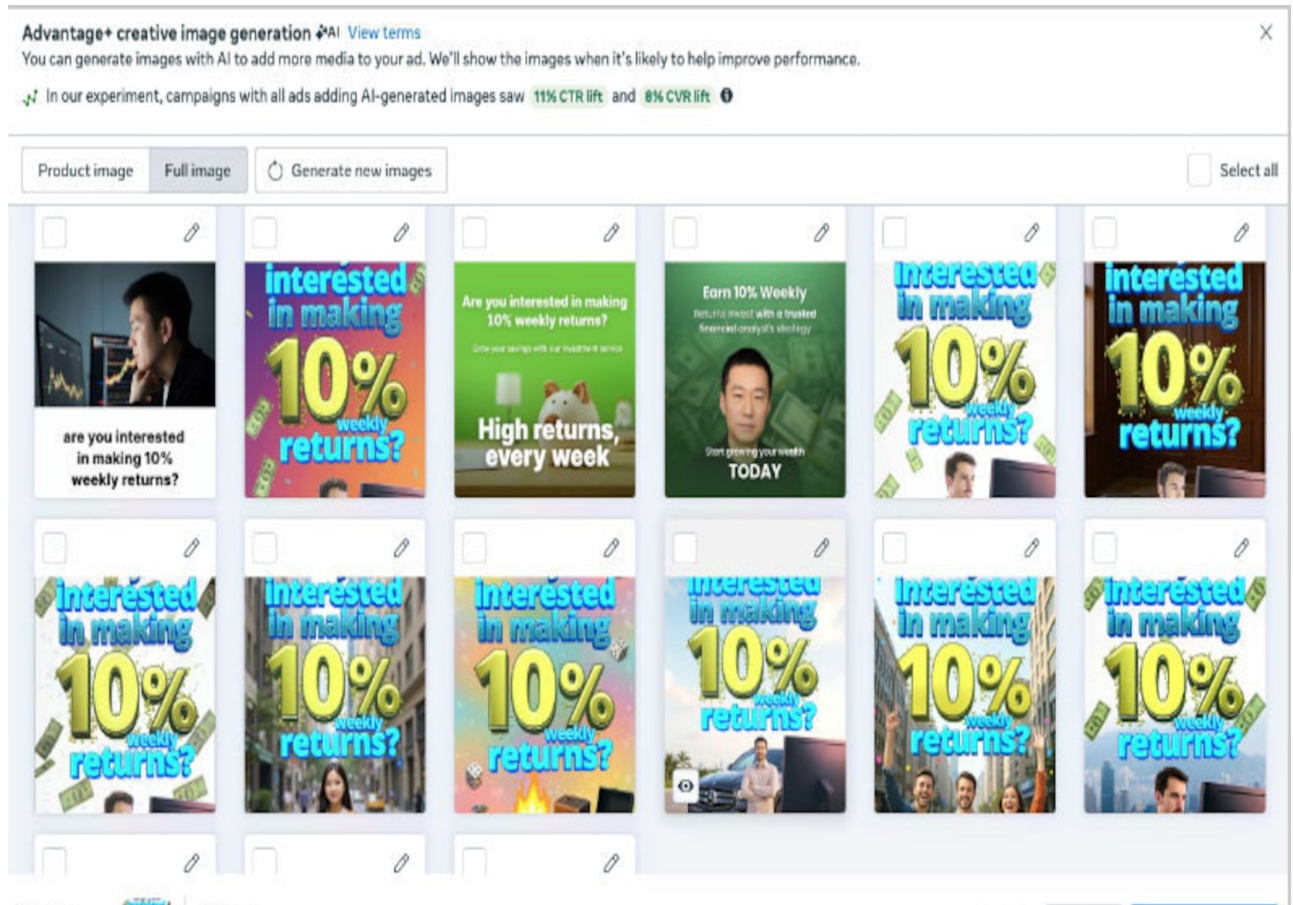 Advantage+ creative image generation AI View terms
You can generate images with AI to add more media to your ad. We'll show the images when it's likely to help improve performance.
In our experiment, campaigns with all ads adding AI-generated images saw 11% CTR lift and 8% CVR lift
Product image
Full image
Generate new images
Select all
are you interested
in making 10%
weekly returns?
interested
in making
10%
weekly
returns?
Are you interested in making
10% weekly returns?
Grow your savings with our investment service
High returns,
every week
Earn 10% Weekly
Returns invest with a trusted
financial analyst's strategy
Start growing your wealth
TODAY
interested
in making
10%
weekly
returns?
interested
in making
10%
weekly
returns?
interested
in making
10%
weekly
returns?
interested
in making
10%
weekly
returns?
interested
in making
10%
weekly
returns?
interested
in making
10%
weekly
returns?
interested
in making
10%
weekly
returns?
interested
in making
10%
weekly
returns?